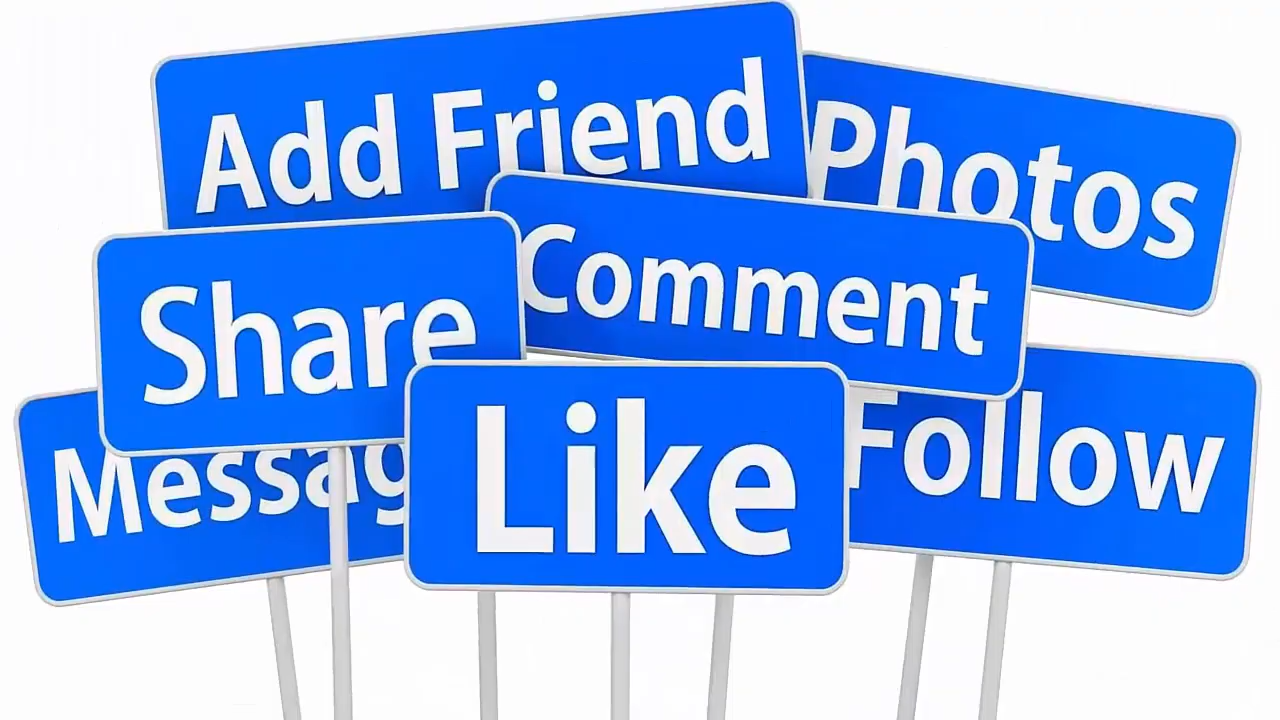 Add Friend
Photos
Comment
Share
Like
Follow
Messag